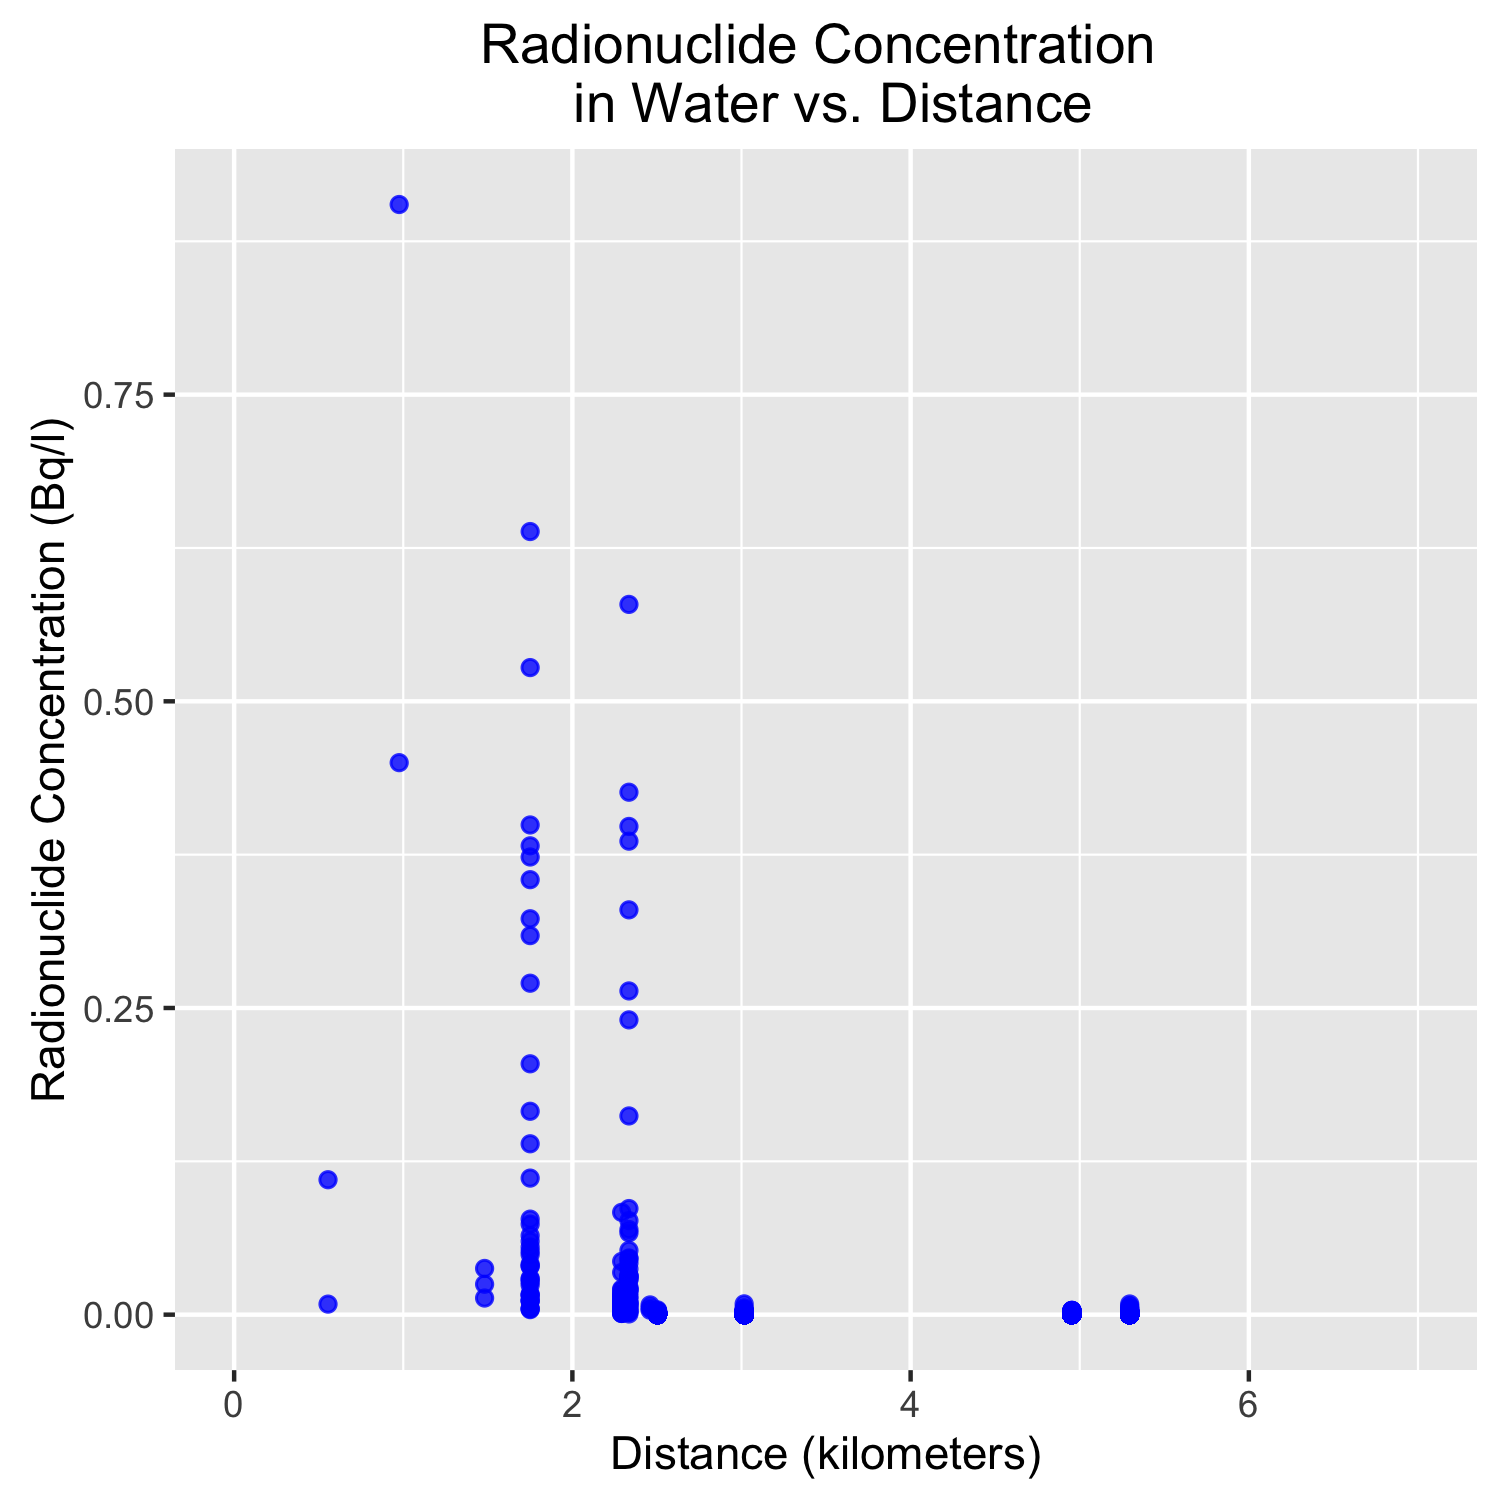 Radionuclide Concentration
in Water vs. Distance
Radionuclide Concentration (Bq/l)
0.75
0.50
0.25
0.00
0 2 4 6
Distance (kilometers)